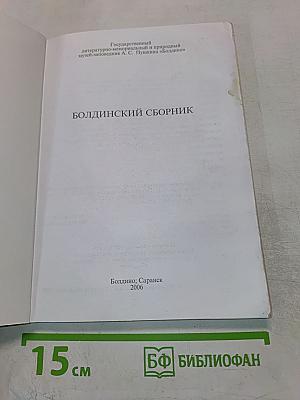 Государственный
литературно-мемориальный и природный
музей-заповедник А. С. Пушкина «Болдино»
БОЛДИНСКИЙ СБОРНИК
Болдино; Саранск
2006
15 см
БФ БИБЛИОФАН